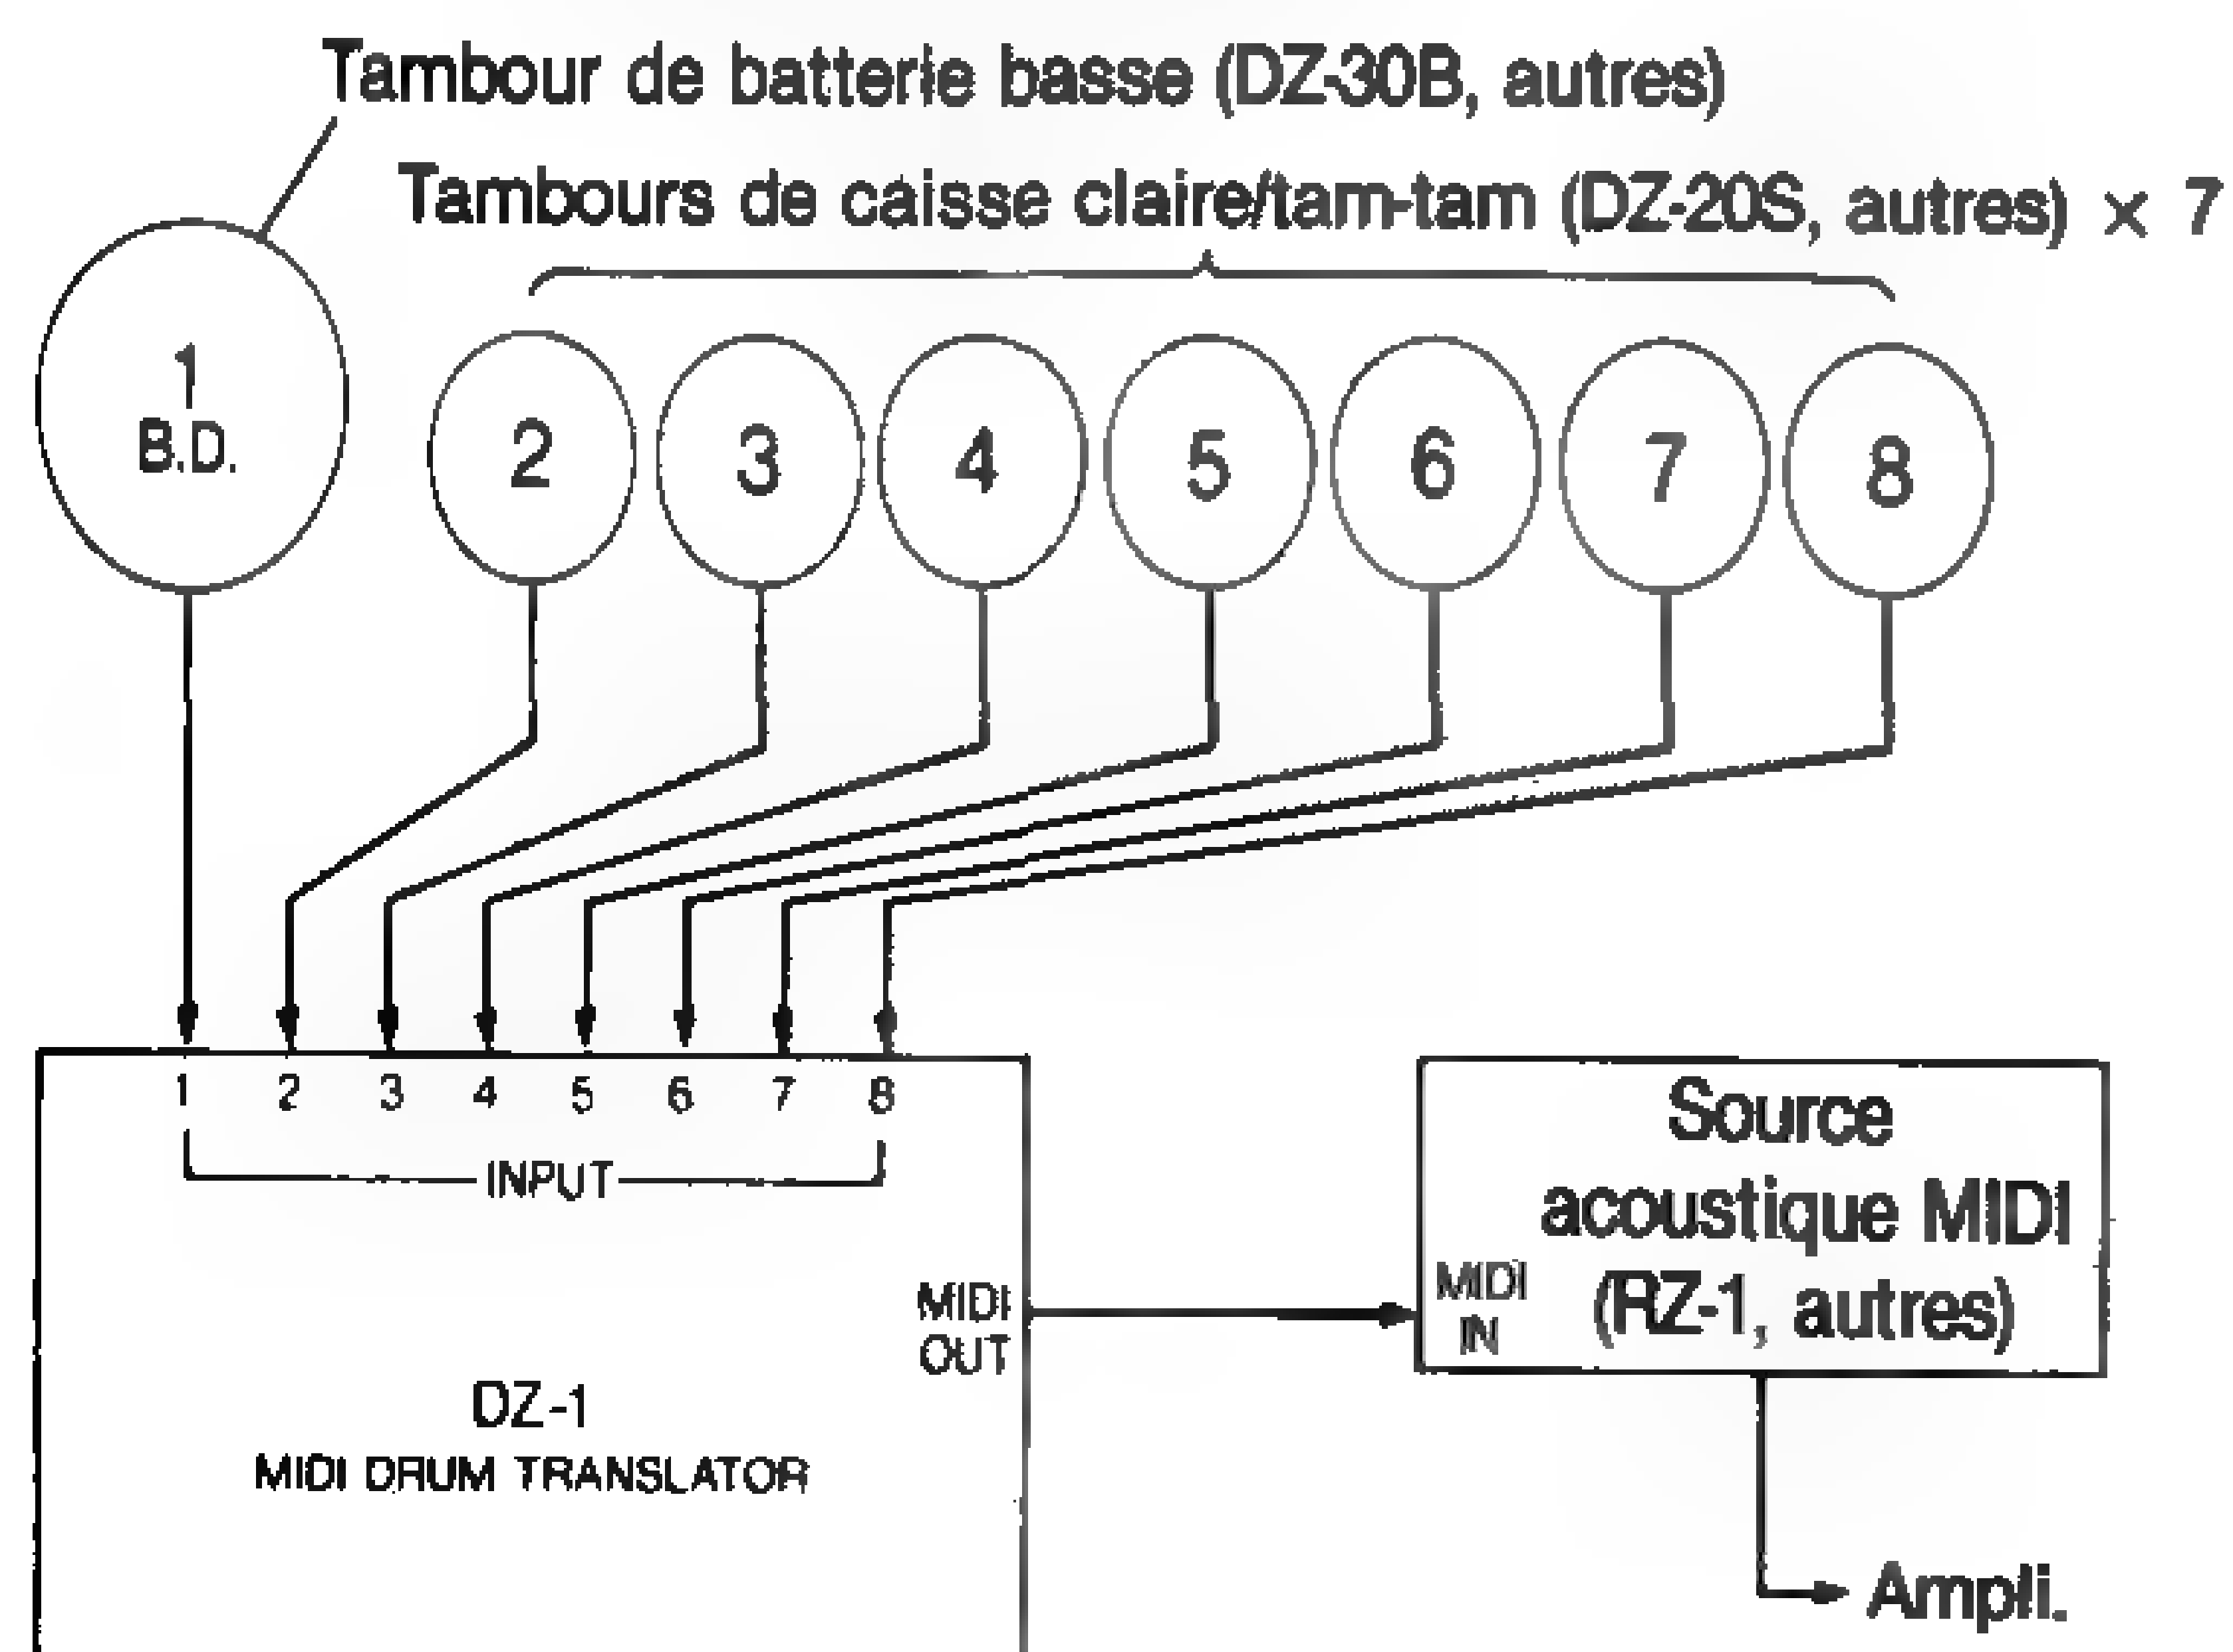 Tambour de batterie basse (DZ-30B, autres)
Tambours de caisse claire/tam-tam (DZ-20S, autres) × 7
1
B.D.
2 3 4 5 6 7 8
1 2 3 4 5 6 7 8
INPUT
MIDI
OUT
DZ-1
MIDI DRUM TRANSLATOR
Source
acoustique MIDI
(RZ-1, autres)
MIDI
IN
Ampli.